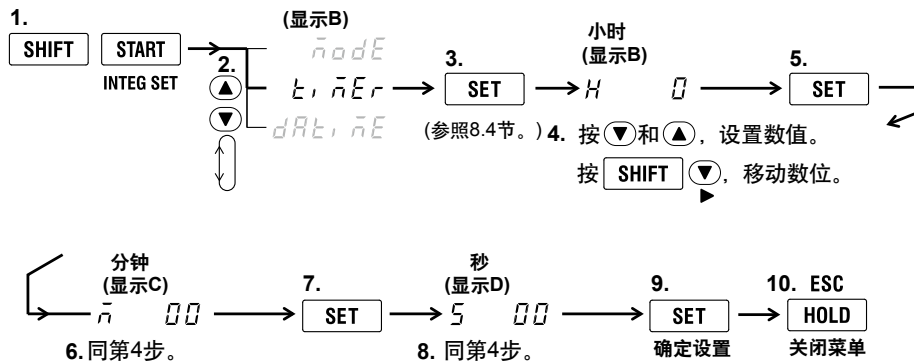 1.
SHIFT START
INTEG SET
2.
(显示B)
modE
timEr
dAtimE
3.
SET
(参照8.4节。)
小时
(显示B)
H 0
4. 按▼和▲，设置数值。
按 SHIFT ▼，移动数位。
5.
SET
分钟
(显示C)
m 00
6.同第4步。
7.
SET
秒
(显示D)
S 00
8. 同第4步。
9.
SET
确定设置
10. ESC
HOLD
关闭菜单